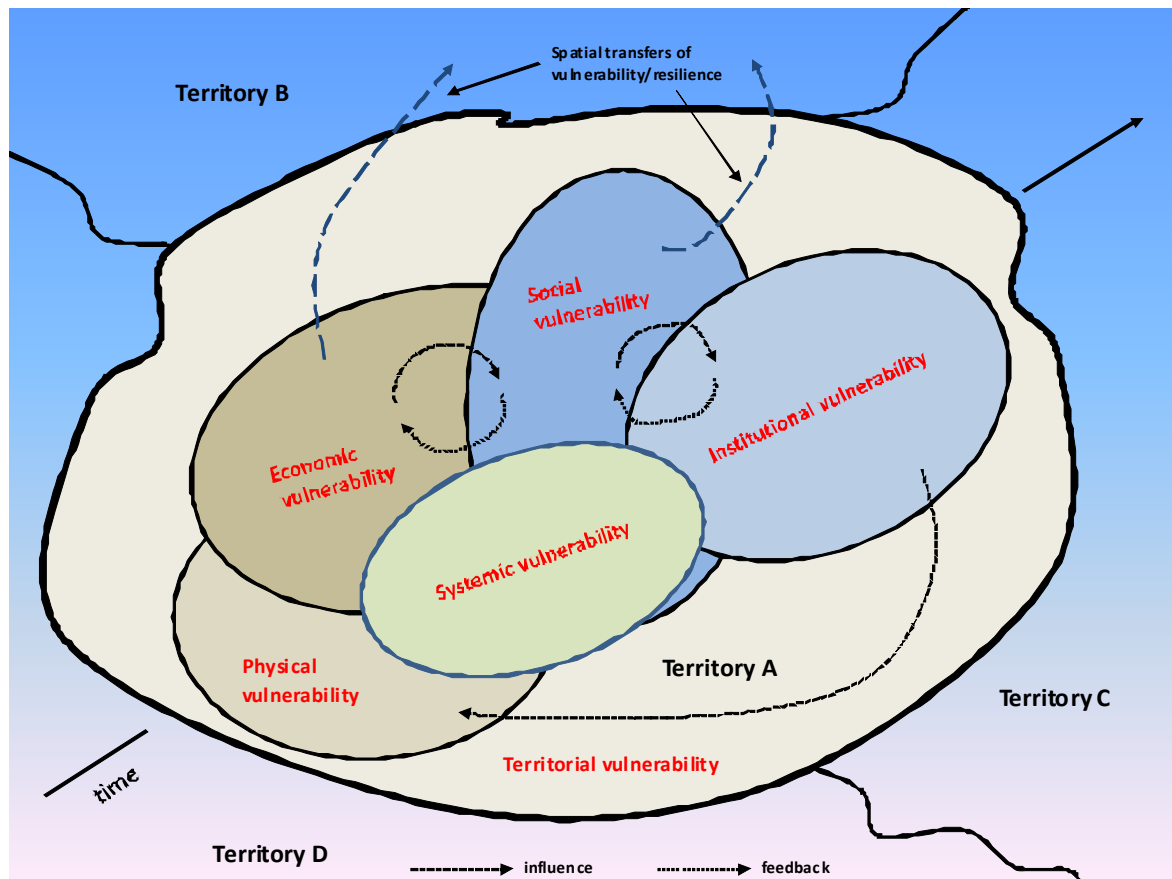 Spatial transfers of
vulnerability/resilience
Territory B
Social
vulnerability
Institutional vulnerability
Economic
vulnerability
Systemic vulnerability
Physical
vulnerability
Territory A
Territory C
Territorial vulnerability
time
Territory D
influence
feedback